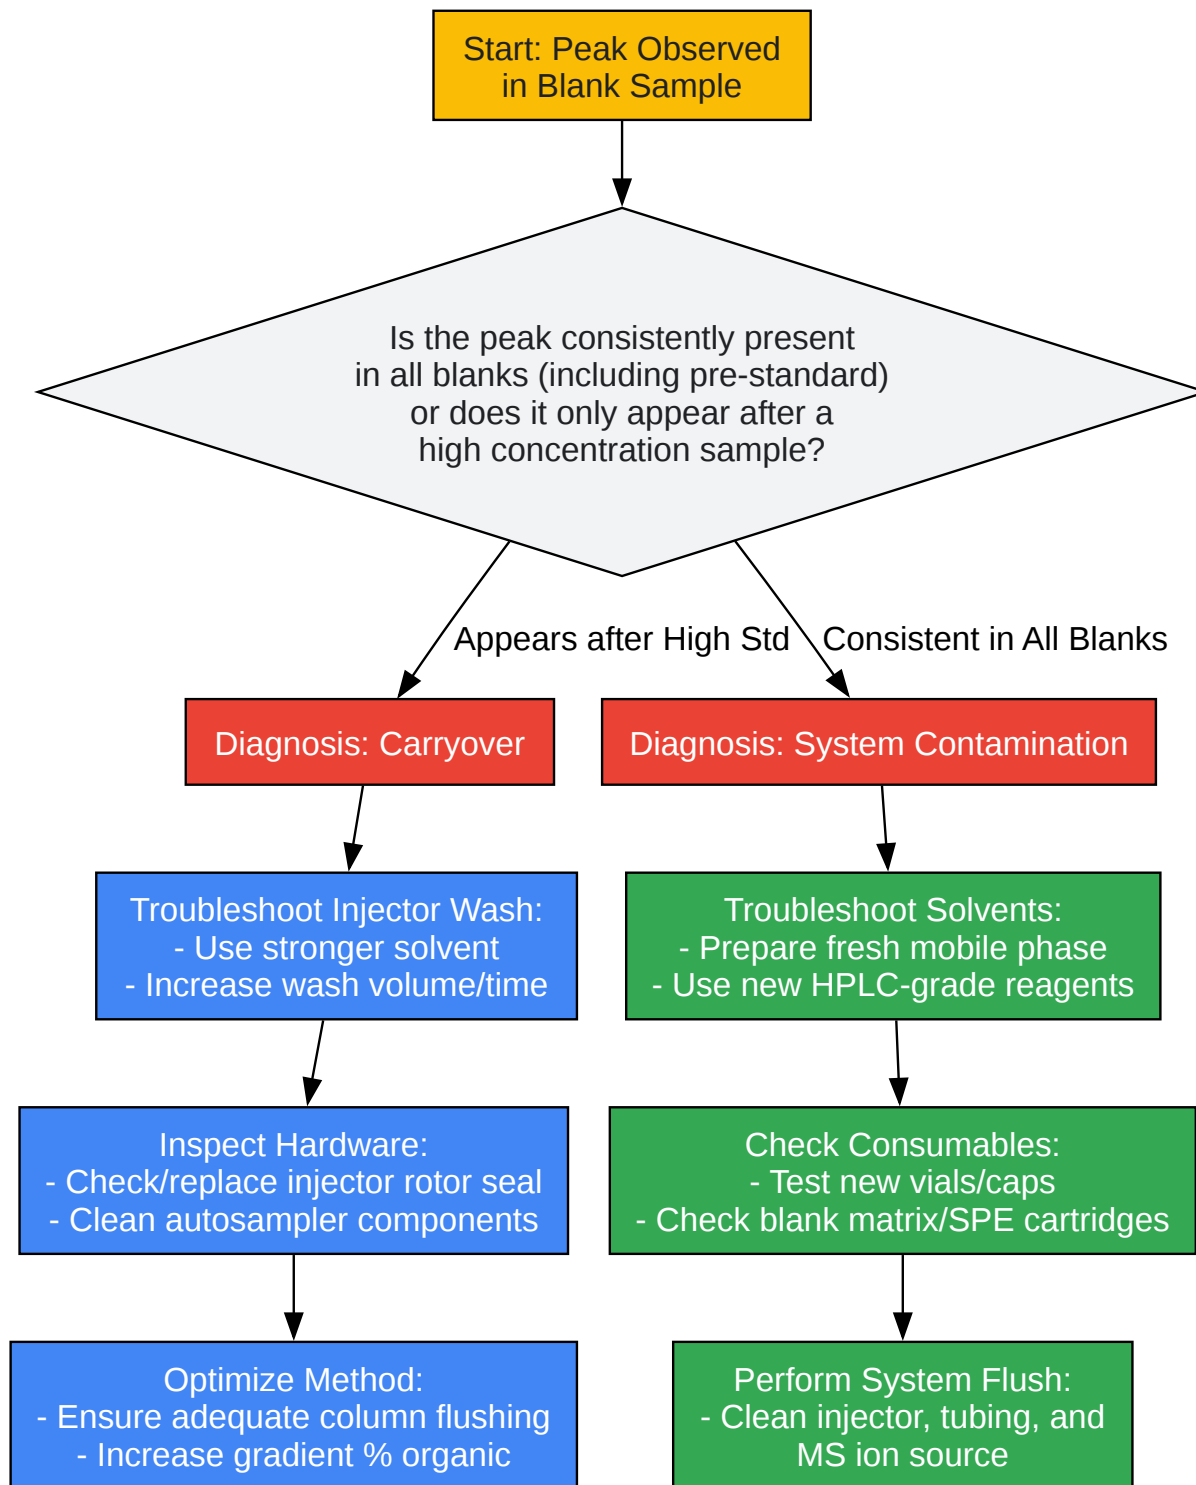 Start: Peak Observed
in Blank Sample
Is the peak consistently present
in all blanks (including pre-standard)
or does it only appear after a
high concentration sample?
Appears after High Std
Consistent in All Blanks
Diagnosis: Carryover
Diagnosis: System Contamination
Troubleshoot Injector Wash:
- Use stronger solvent
- Increase wash volume/time
Troubleshoot Solvents:
- Prepare fresh mobile phase
- Use new HPLC-grade reagents
Inspect Hardware:
- Check/replace injector rotor seal
- Clean autosampler components
Check Consumables:
- Test new vials/caps
- Check blank matrix/SPE cartridges
Optimize Method:
- Ensure adequate column flushing
- Increase gradient % organic
Perform System Flush:
- Clean injector, tubing, and
MS ion source